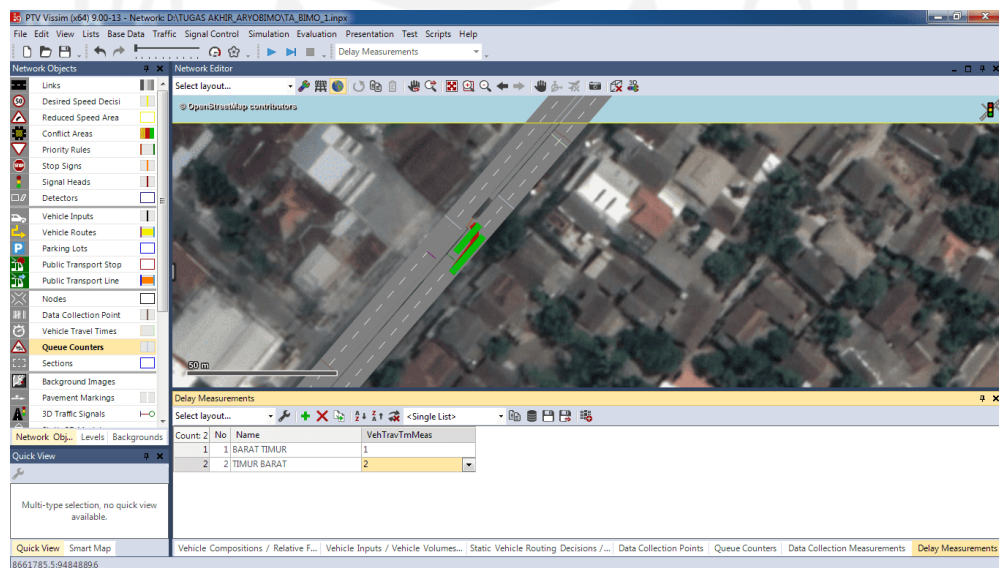 PTV Vissim (x64) 9.00-13 - Network: D:\TUGAS AKHIR_ARYOBIMO\TA_BIMO_1.inpx
File Edit View Lists Base Data Traffic Signal Control Simulation Evaluation Presentation Test Scripts Help
Delay Measurements
Network Objects
Network Editor
Links
Desired Speed Decisi
Reduced Speed Area
Conflict Areas
Priority Rules
Stop Signs
Signal Heads
Detectors
Vehicle Inputs
Vehicle Routes
Parking Lots
Public Transport Stop
Public Transport Line
Nodes
Data Collection Point
Vehicle Travel Times
Queue Counters
Sections
Background Images
Pavement Markings
3D Traffic Signals
Network Obj... Levels Backgrounds
Select layout...
© OpenStreetMap contributors
50 m
Quick View
Multi-type selection, no quick view
available.
Quick View Smart Map
Delay Measurements
Select layout... <Single List>
Count: 2 No Name VehTravTmMeas
1 1 BARAT TIMUR 1
2 2 TIMUR BARAT 2
Vehicle Compositions / Relative F... Vehicle Inputs / Vehicle Volumes... Static Vehicle Routing Decisions /... Data Collection Points Queue Counters Data Collection Measurements Delay Measurements
8661785.5:9484889.6